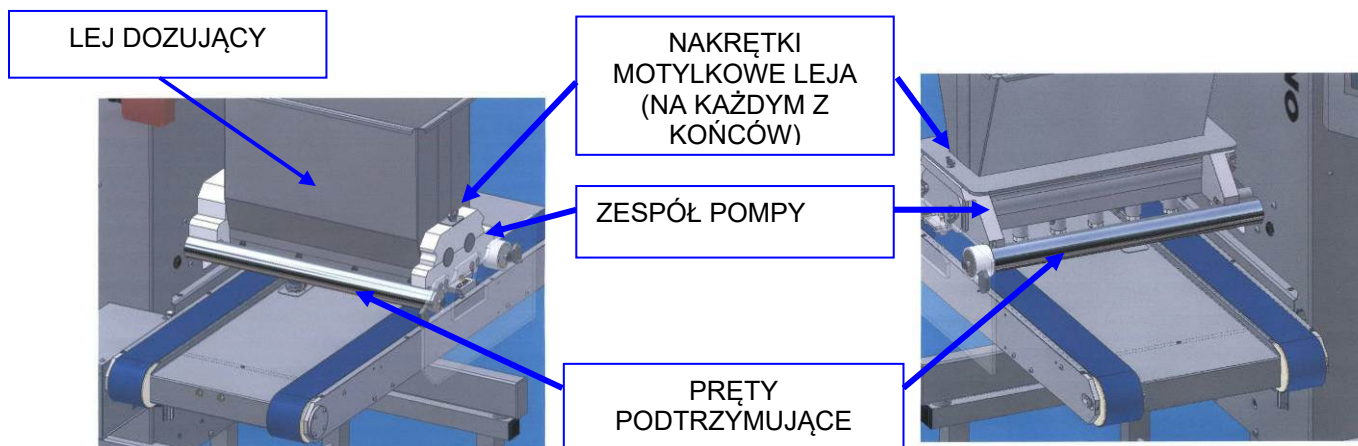 LEJ DOZUJĄCY
NAKRĘTKI
MOTYLKOWE LEJA
(NA KAŻDYM Z
KOŃCÓW)
ZESPÓŁ POMPY
PRĘTY
PODTRZYMUJĄCE